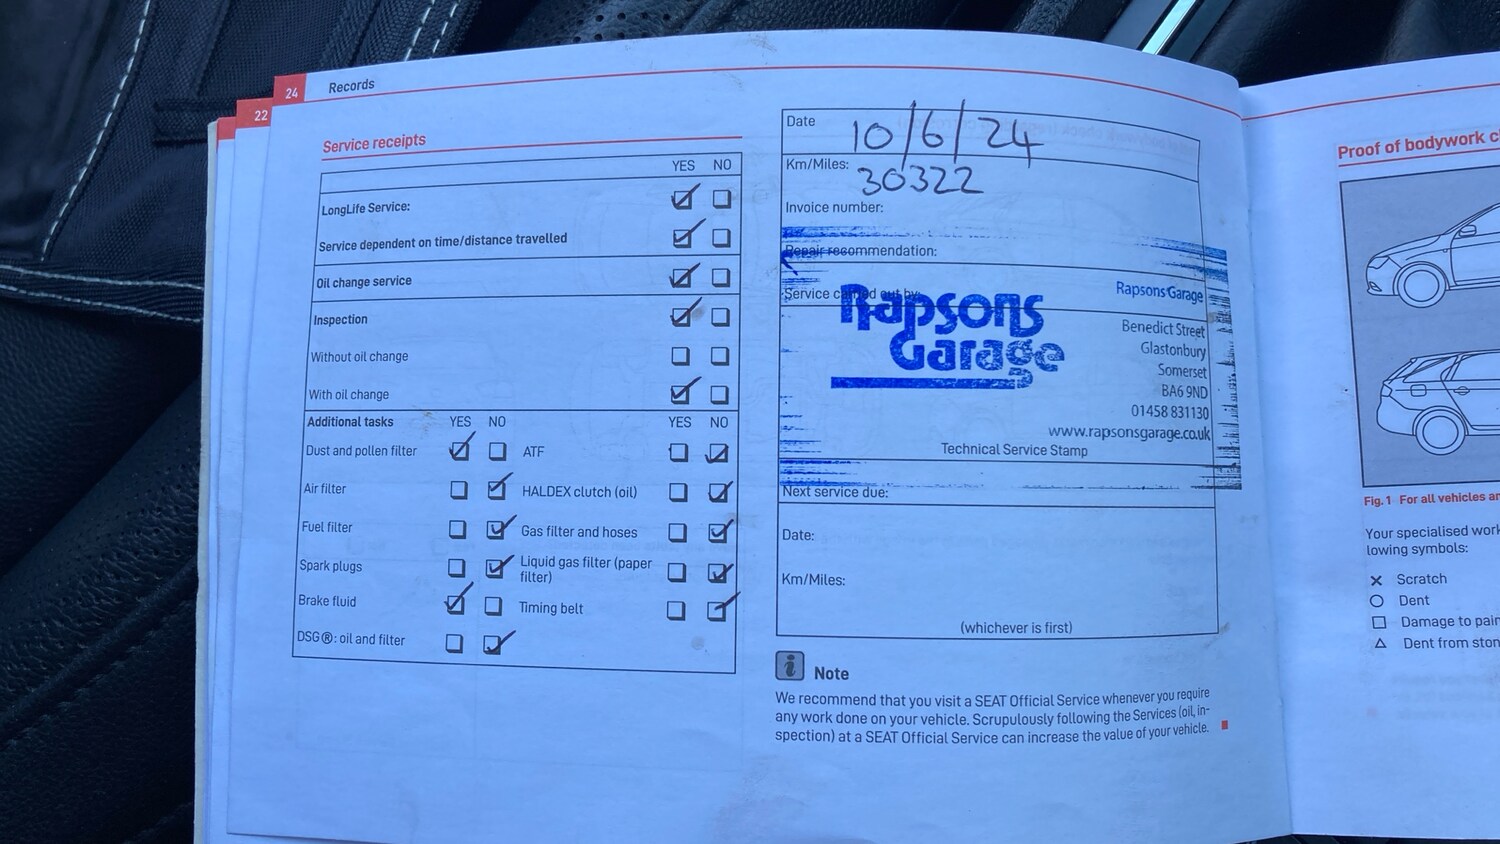 24 Records
22
Service receipts
YES NO
LongLife Service:
Service dependent on time/distance travelled
Oil change service
Inspection
Without oil change
With oil change
Additional tasks YES NO YES NO
Dust and pollen filter ATF
Air filter HALDEX clutch (oil)
Fuel filter Gas filter and hoses
Spark plugs Liquid gas filter (paper
filter)
Brake fluid Timing belt
DSG®: oil and filter
Date 10/6/24
Km/Miles: 30322
Invoice number:
Repair recommendation:
Service carried out by:
Rapsons
Garage
Rapsons Garage
Benedict Street
Glastonbury
Somerset
BA6 9ND
01458 831130
www.rapsonsgarage.co.uk
Technical Service Stamp
Next service due:
Date:
Km/Miles:
(whichever is first)
i Note
We recommend that you visit a SEAT Official Service whenever you require
any work done on your vehicle. Scrupulously following the Services (oil, in-
spection) at a SEAT Official Service can increase the value of your vehicle.
Proof of bodywork c
Fig. 1 For all vehicles an
Your specialised work
lowing symbols:
Scratch
Dent
Damage to pain
Dent from ston